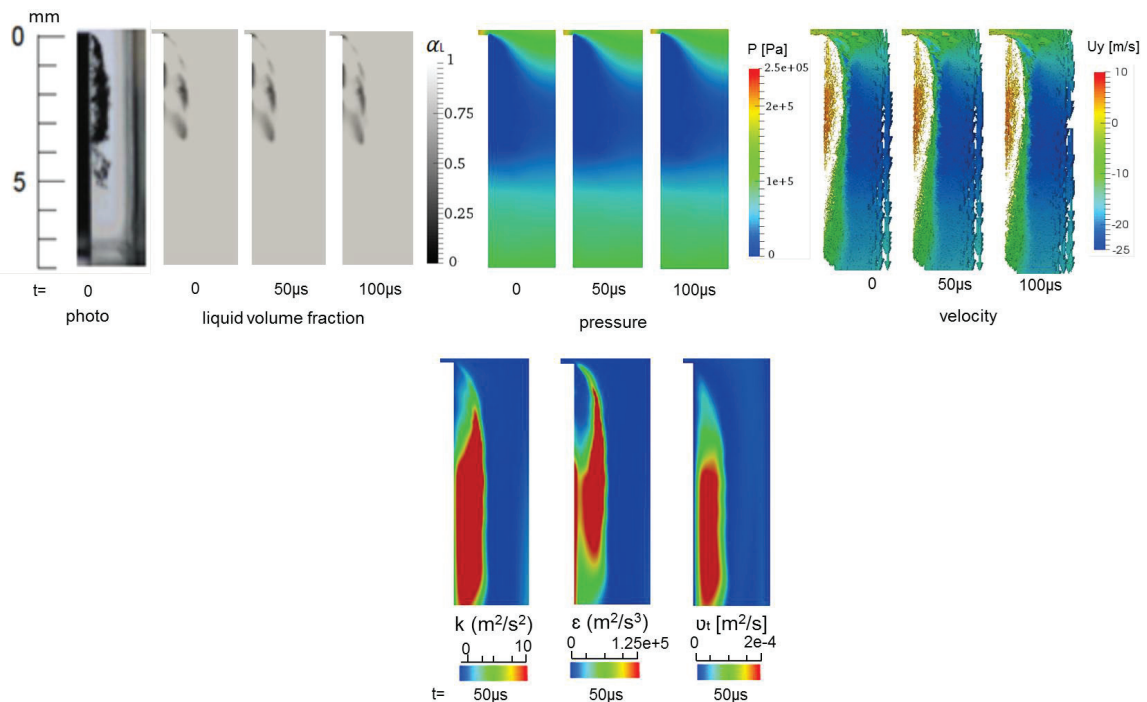 mm
0
5
t= 0
photo
0 50µs 100µs
liquid volume fraction
αL
1
0.75
0.5
0.25
0
0 50µs 100µs
pressure
P [Pa]
2.5e+05
2e+5
1e+5
0
0 50µs 100µs
velocity
Uy [m/s]
10
0
-10
-20
-25
k (m²/s²)
0 10
ε (m²/s³)
0 1.25e+5
υt [m²/s]
0 2e-4
t= 50µs 50µs 50µs